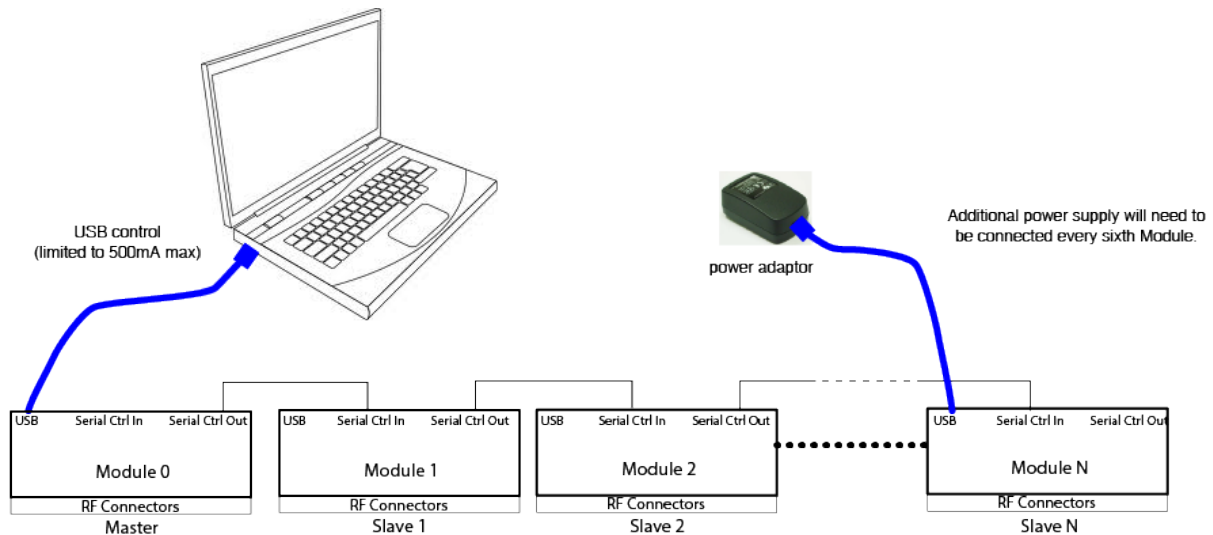 USB control
(limited to 500mA max)
Additional power supply will need to
be connected every sixth Module.
power adaptor
USB Serial Ctrl In Serial Ctrl Out
Module 0
RF Connectors
Master
USB Serial Ctrl In Serial Ctrl Out
Module 1
RF Connectors
Slave 1
USB Serial Ctrl In Serial Ctrl Out
Module 2
RF Connectors
Slave 2
USB Serial Ctrl In Serial Ctrl Out
Module N
RF Connectors
Slave N